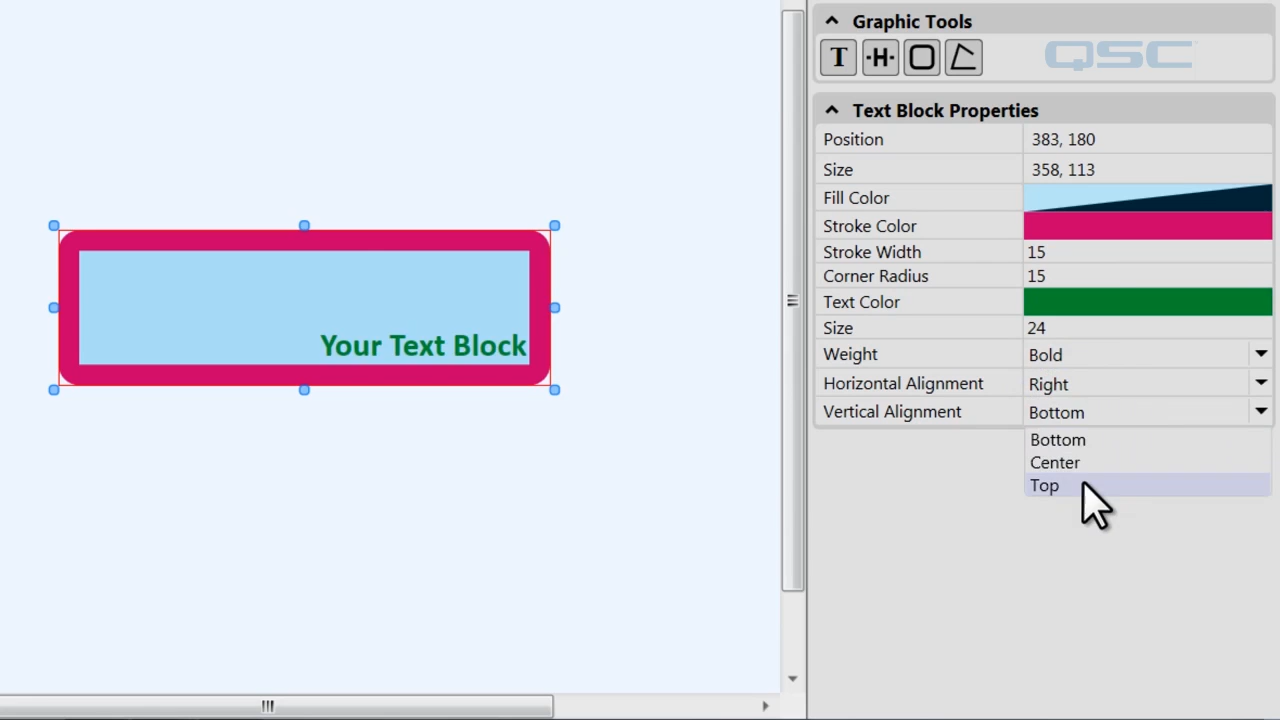 Graphic Tools
T H
QSC
Text Block Properties
Position 383, 180
Size 358, 113
Fill Color
Stroke Color
Stroke Width 15
Corner Radius 15
Text Color
Size 24
Weight Bold
Horizontal Alignment Right
Vertical Alignment Bottom
Bottom
Center
Top
Your Text Block